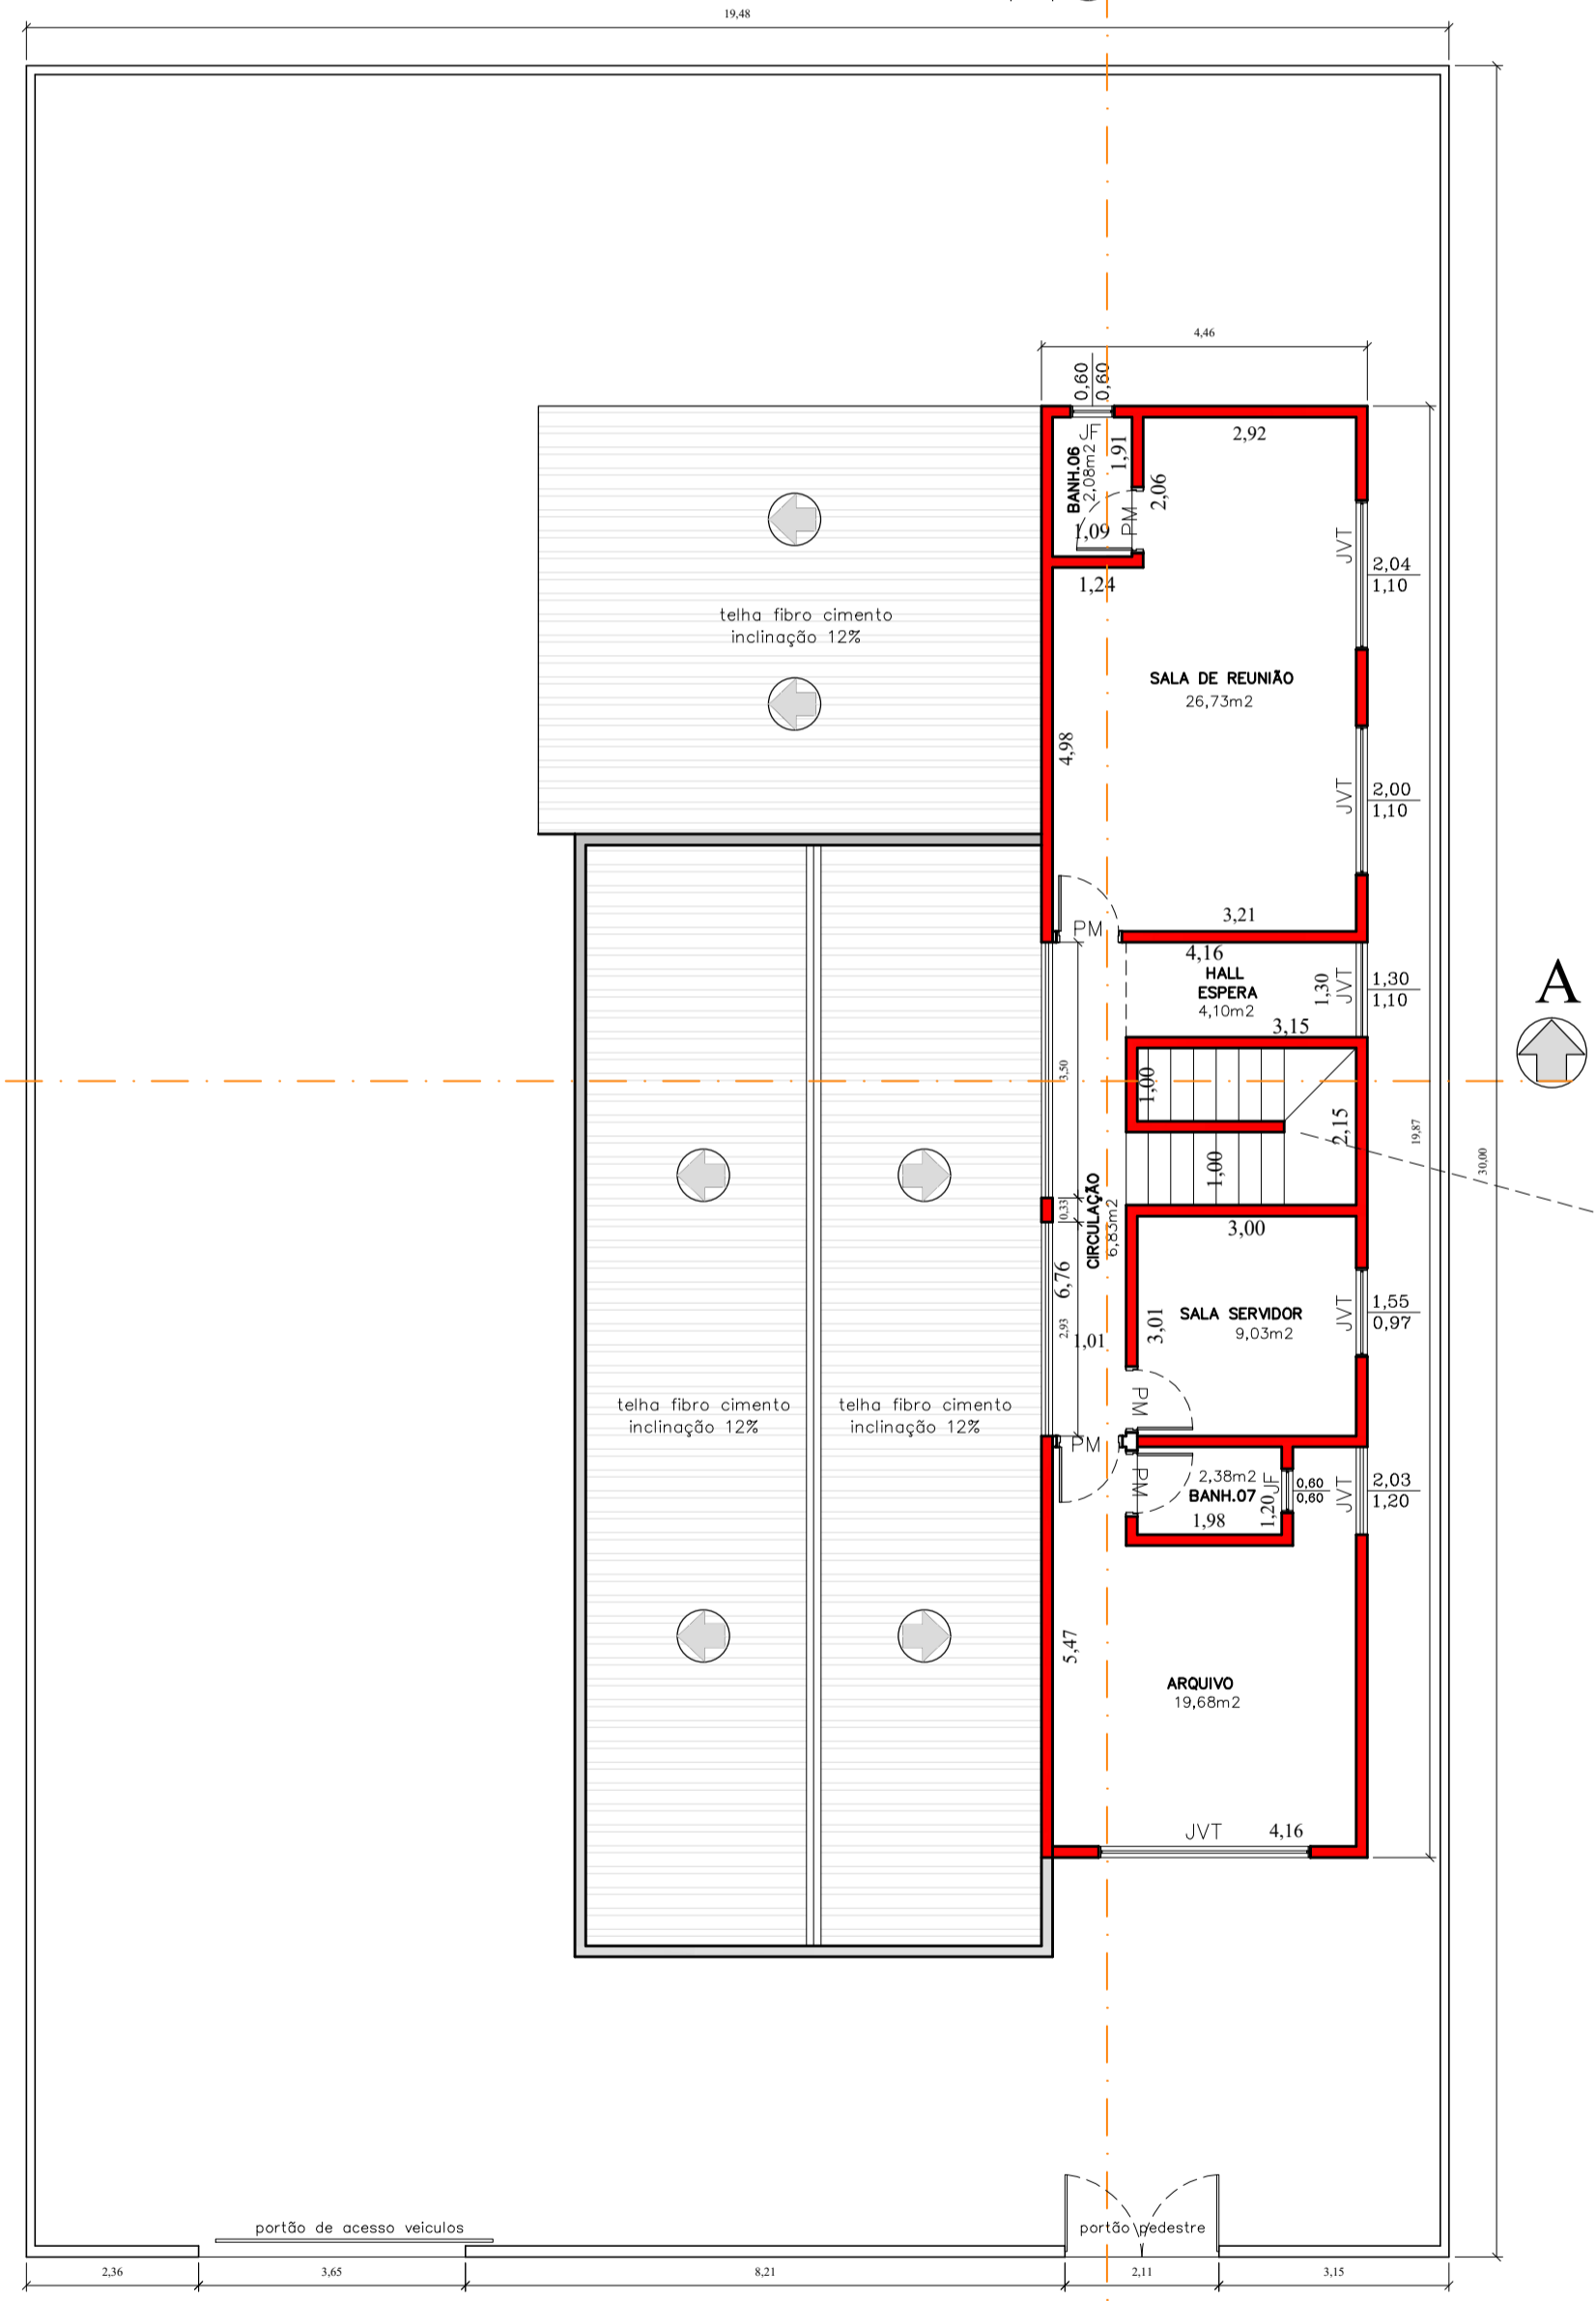 19,48
4,46
0,60
0,60
JF
BANH.06
2,08m2
1,91
2,92
2,06
PM
1,09
1,24
JVT
2,04
1,10
telha fibro cimento
inclinação 12%
SALA DE REUNIÃO
26,73m2
4,98
JVT
2,00
1,10
3,21
PM
4,16
HALL
ESPERA
4,10m2
1,30
JVT
1,30
1,10
3,15
A
3,50
1,00
2,15
19,87
30,00
1,00
CIRCULAÇÃO
6,83m2
0,33
3,00
6,76
2,93
1,01
3,01
SALA SERVIDOR
9,03m2
JVT
1,55
0,97
telha fibro cimento
inclinação 12%
telha fibro cimento
inclinação 12%
PM
PM
PM
2,38m2
BANH.07
1,98
1,20
JF
0,60
0,60
JVT
2,03
1,20
5,47
ARQUIVO
19,68m2
JVT
4,16
portão de acesso veiculos
portão pedestre
2,36
3,65
8,21
2,11
3,15